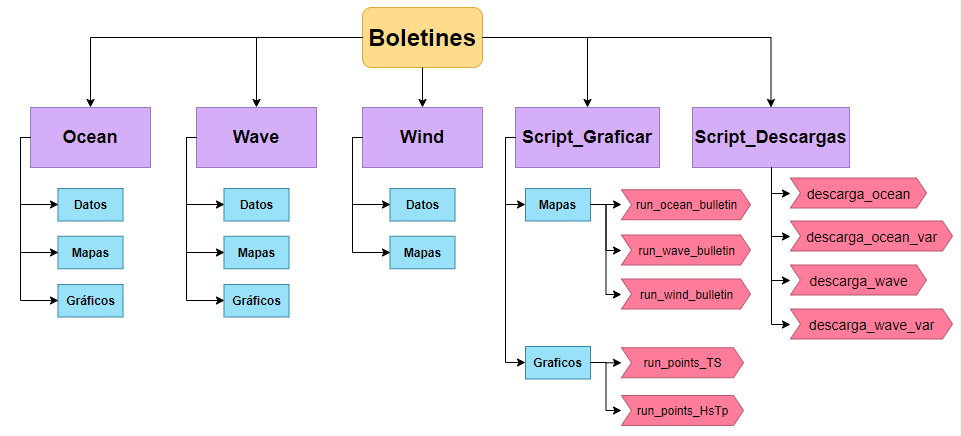 Boletines
Ocean
Wave
Wind
Script_Graficar
Script_Descargas
Datos
Mapas
Gráficos
Datos
Mapas
Gráficos
Datos
Mapas
Mapas
run_ocean_bulletin
run_wave_bulletin
run_wind_bulletin
Graficos
run_points_TS
run_points_HsTp
descarga_ocean
descarga_ocean_var
descarga_wave
descarga_wave_var